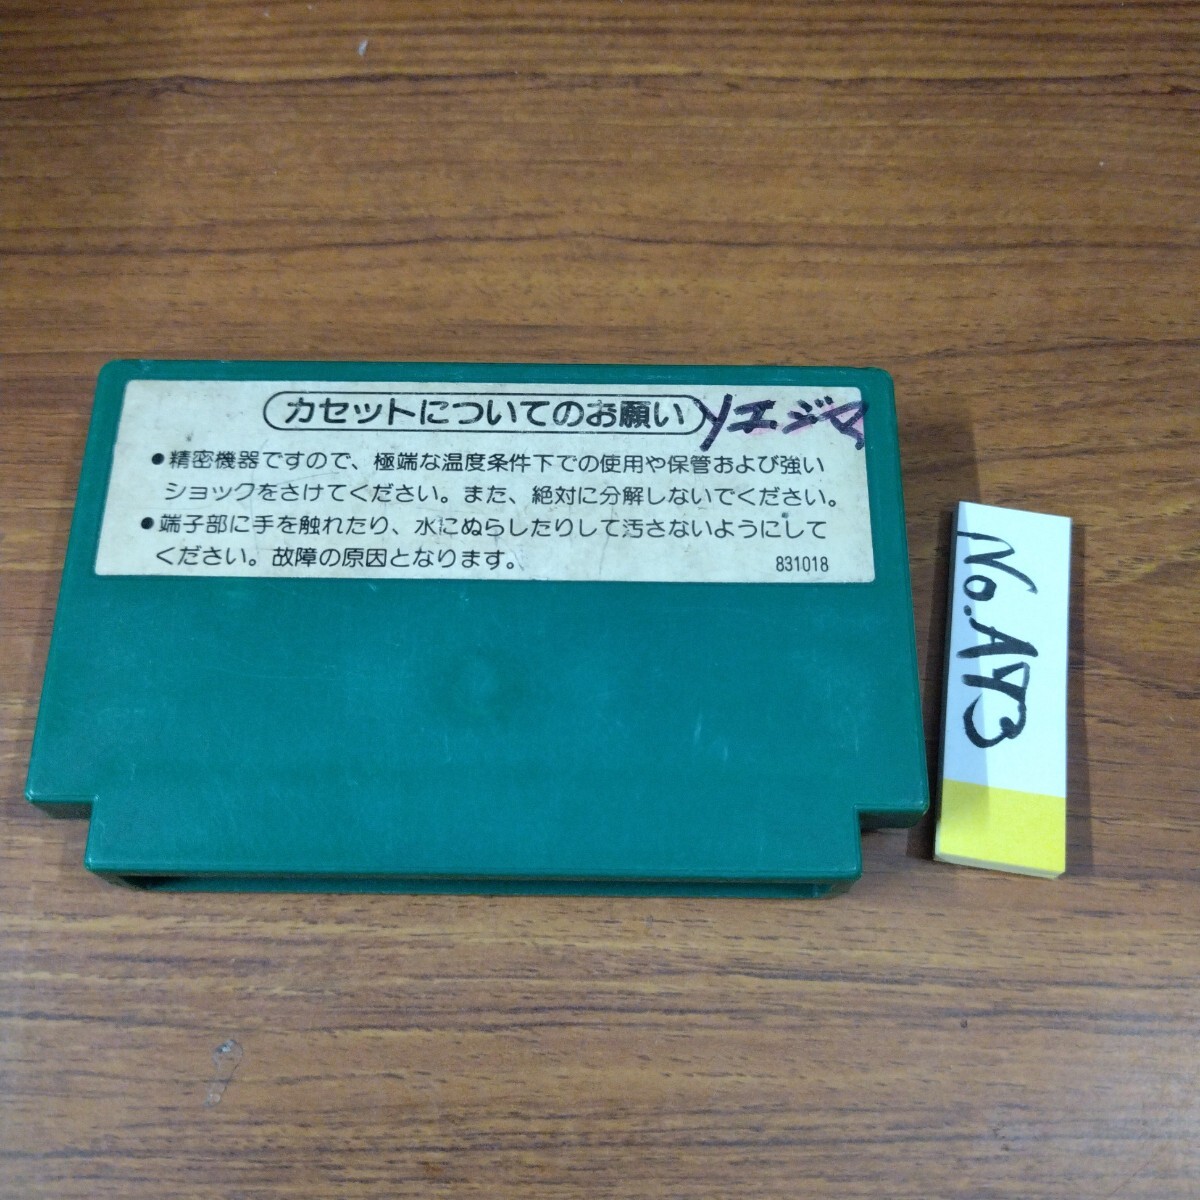 カセットについてのお願い ソエジマ
●精密機器ですので、極端な温度条件下での使用や保管および強い
ショックをさけてください。また、絶対に分解しないでください。
●端子部に手を触れたり、水にぬらしたりして汚さないようにして
ください。故障の原因となります。
831018
No.A43